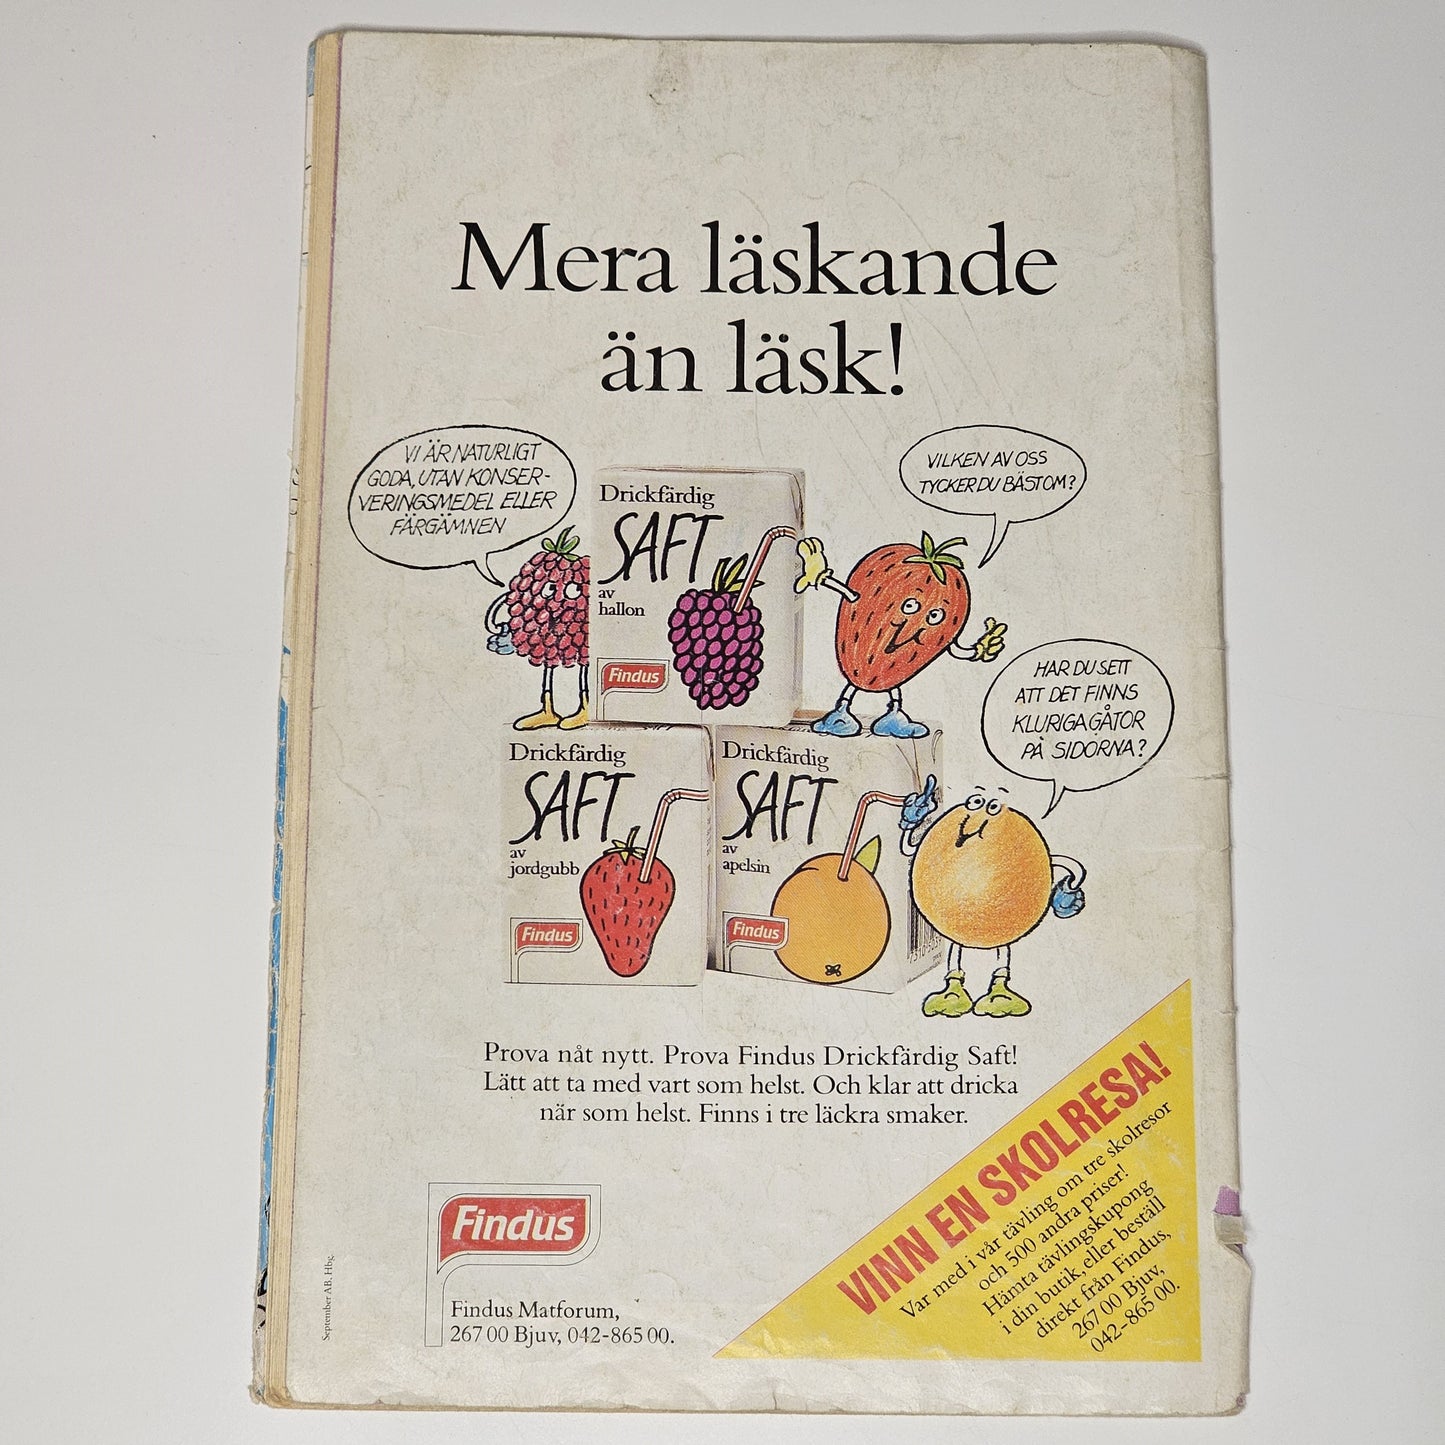 Mera läskande
än läsk!
VI ÄR NATURLIGT
GODA, UTAN KONSER-
VERINGSMEDEL ELLER
FÄRGÄMNEN
VILKEN AV OSS
TYCKER DU BÄST OM?
HAR DU SETT
ATT DET FINNS
KLURIGA GÅTOR
PÅ SIDORNA?
Drickfärdig
SAFT
av
hallon
Findus
Drickfärdig
SAFT
av
jordgubb
Findus
Drickfärdig
SAFT
av
apelsin
Findus
Prova nåt nytt. Prova Findus Drickfärdig Saft!
Lätt att ta med vart som helst. Och klar att dricka
när som helst. Finns i tre läckra smaker.
VINN EN SKOLRESA!
Var med i vår tävling om tre skolresor
och 500 andra priser!
Hämta tävlingskupong
i din butik, eller beställ
direkt från Findus,
267 00 Bjuv,
042-865 00.
Findus
Findus Matforum,
267 00 Bjuv, 042-865 00.
September AB. Hbg.